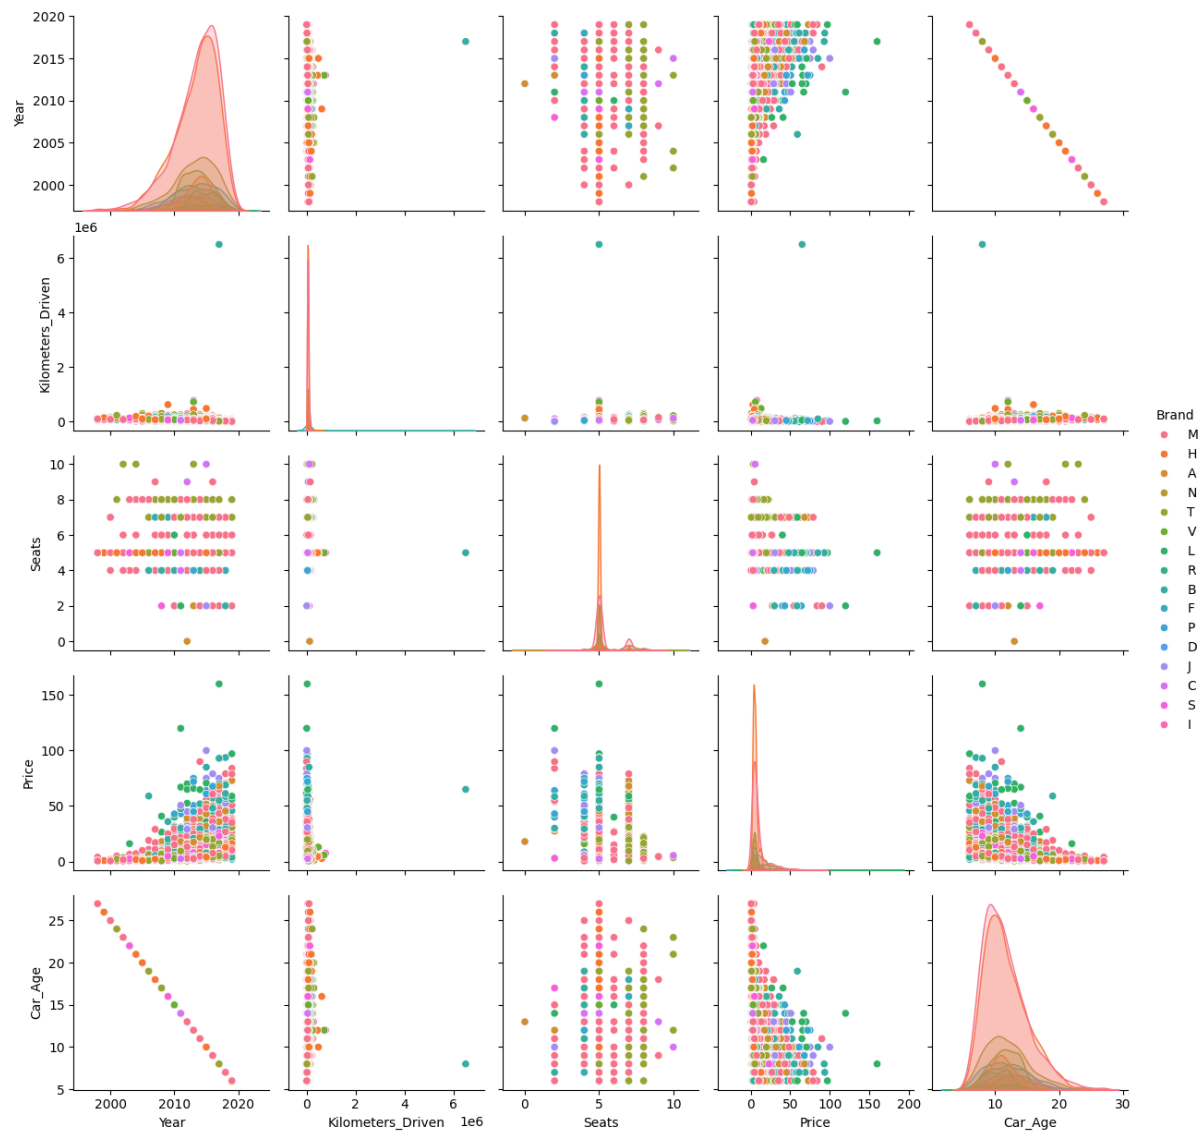 2020
2015
2010
2005
2000
Year
1e6
6
4
2
0
Kilometers_Driven
10
8
6
4
2
0
Seats
150
100
50
0
Price
25
20
15
10
5
Car_Age
2000 2010 2020
Year
0 2 4 6
1e6
Kilometers_Driven
0 5 10
Seats
0 50 100 150 200
Price
10 20 30
Car_Age
Brand
M
H
A
N
T
V
L
R
B
F
P
D
J
C
S
I